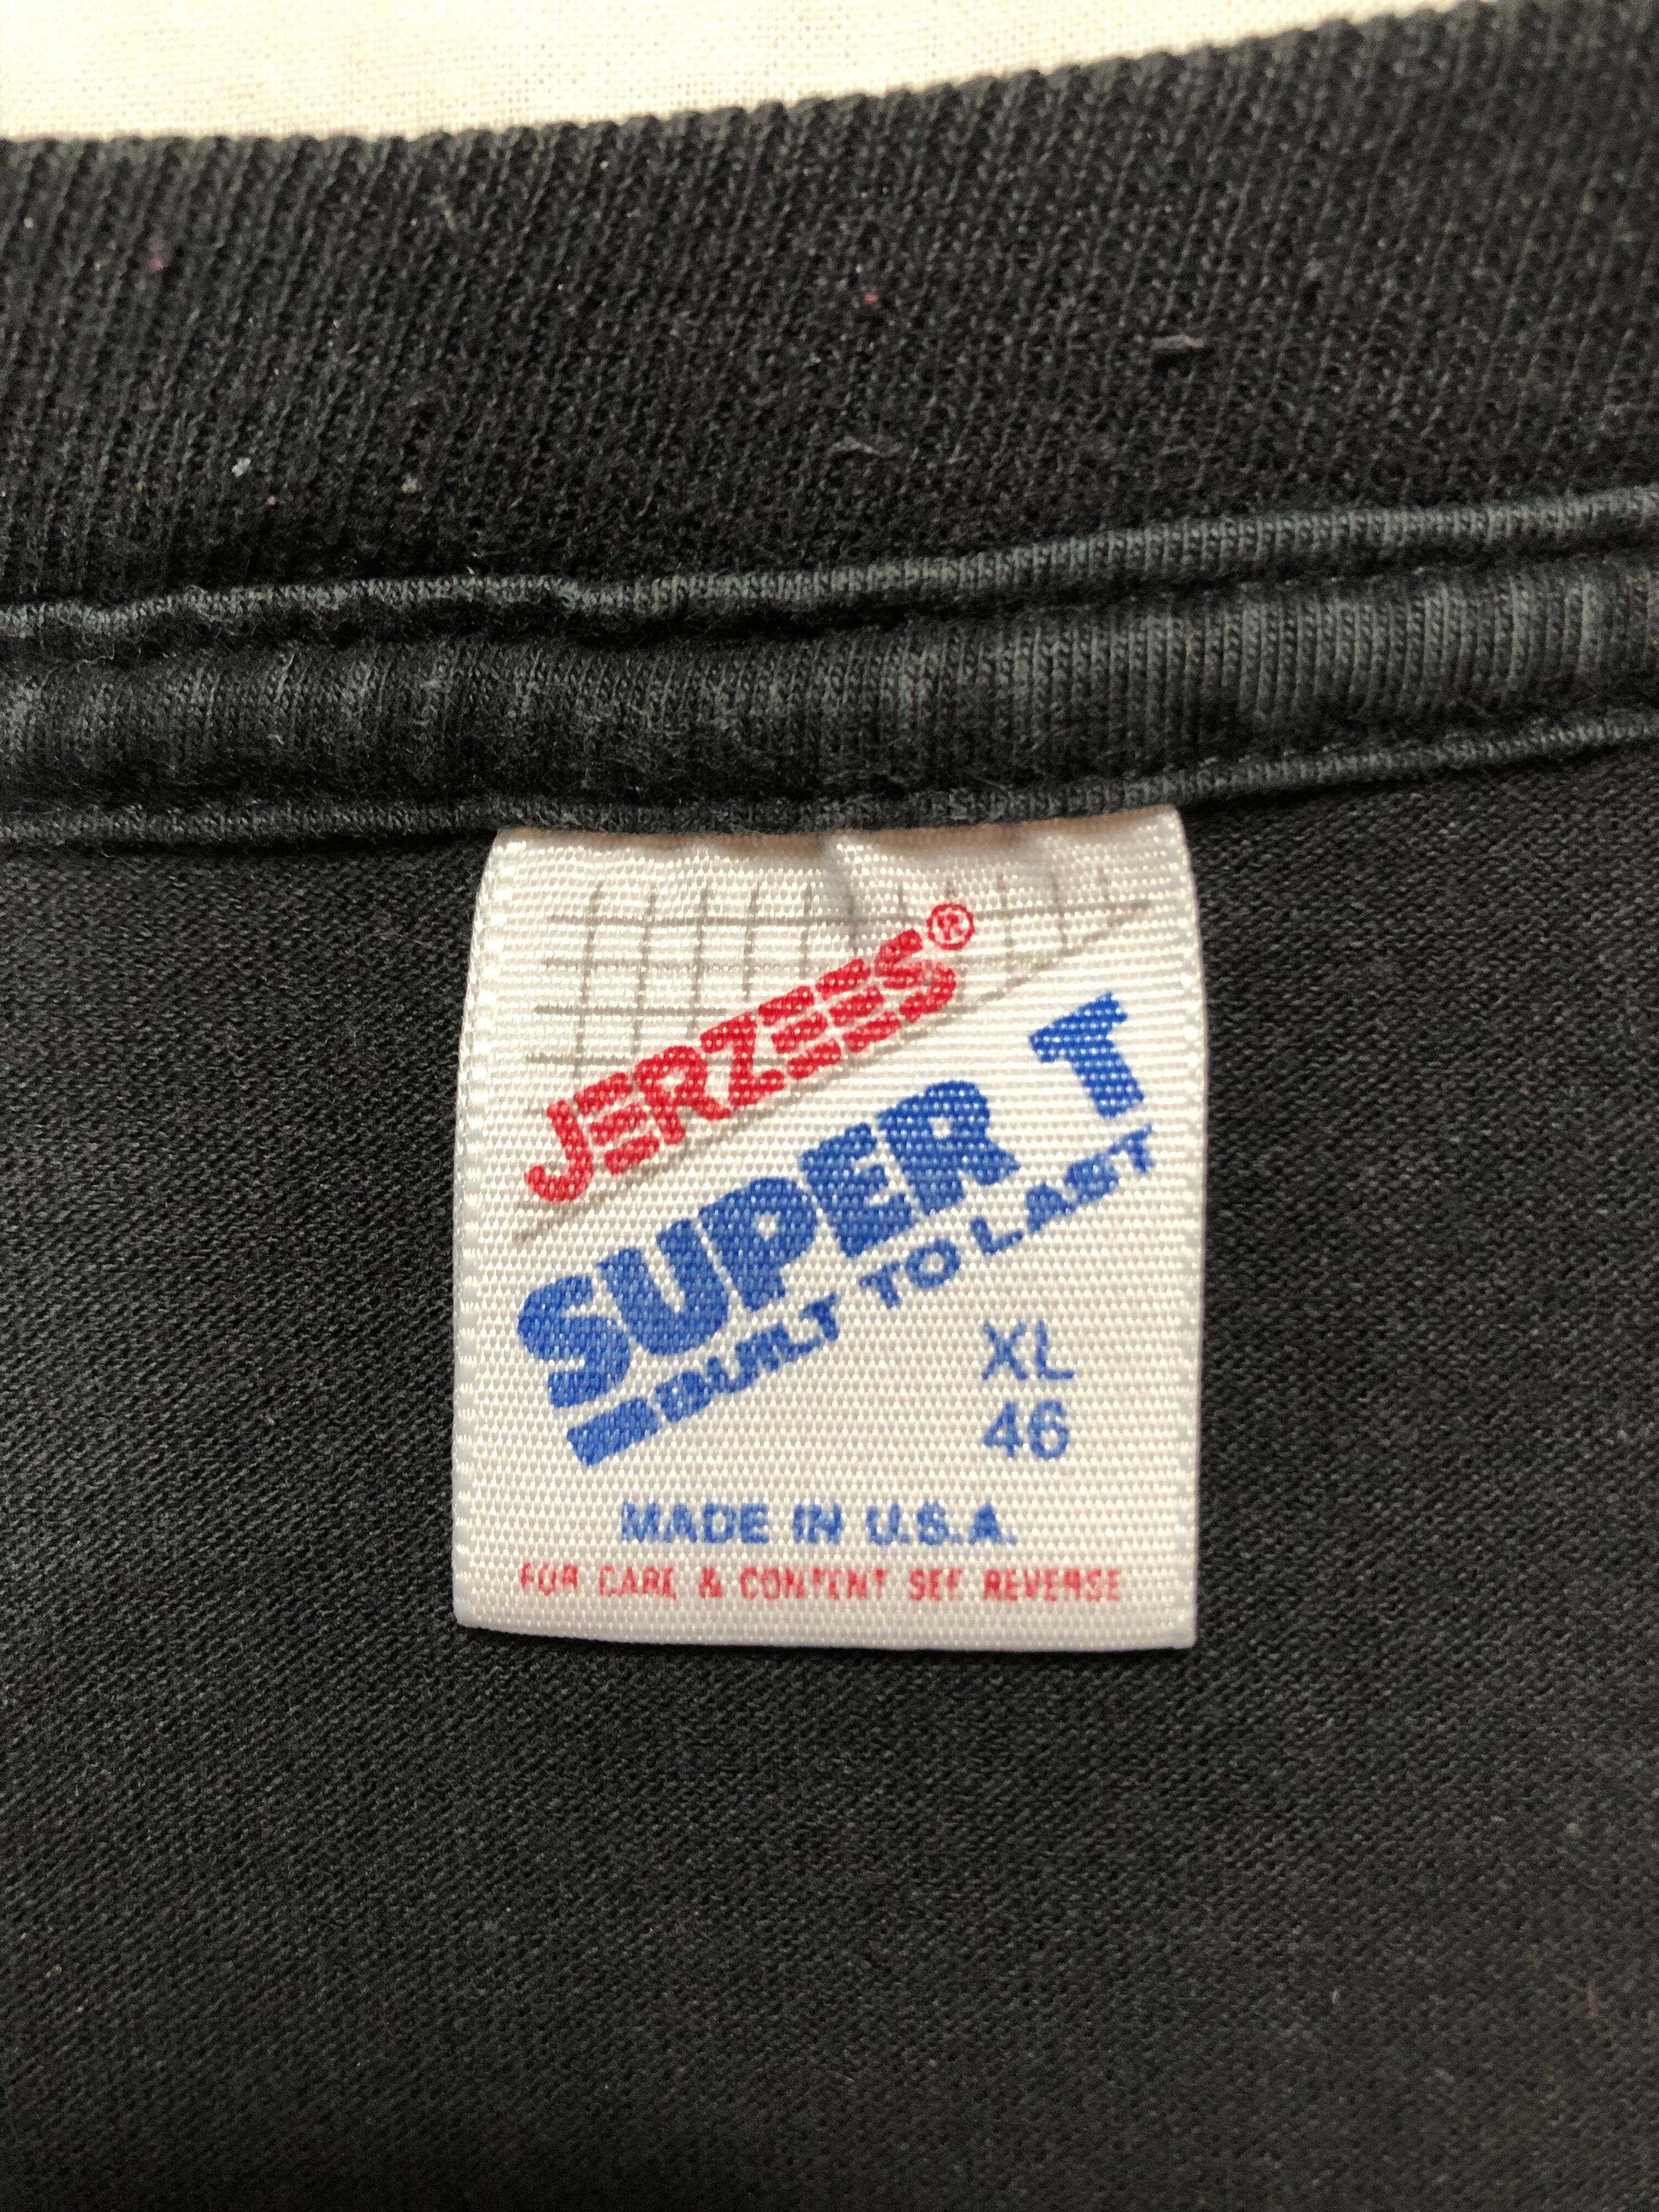 JERZEES®
SUPER T
BUILT TO LAST
XL
46
MADE IN U.S.A.
FOR CARE & CONTENT SEE REVERSE